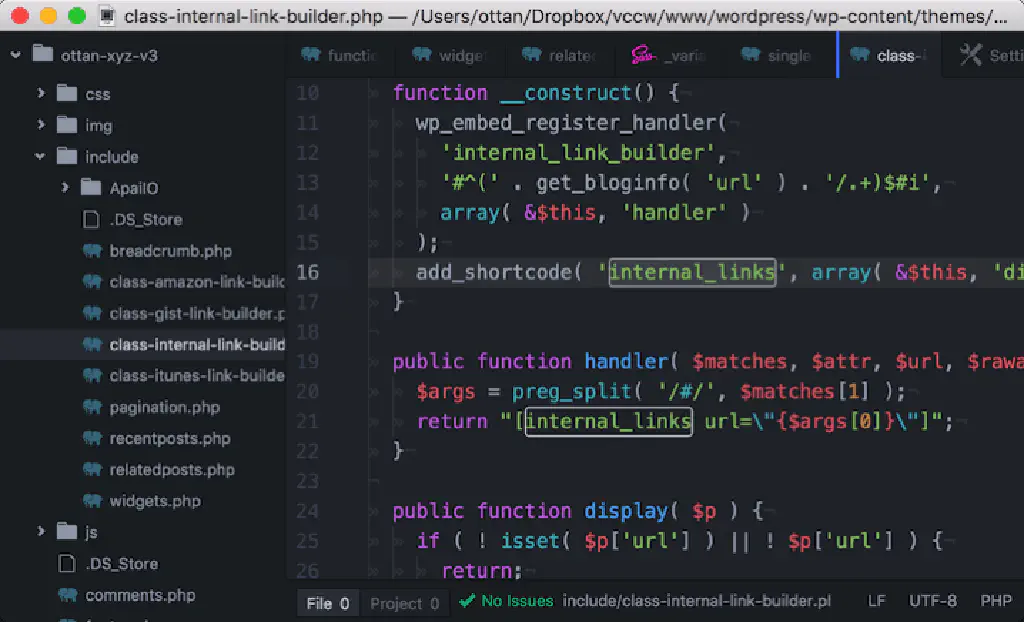 class-internal-link-builder.php — /Users/ottan/Dropbox/vccw/www/wordpress/wp-content/themes/...
ottan-xyz-v3
css
img
include
ApaiIO
.DS_Store
breadcrumb.php
class-amazon-link-buil
class-gist-link-builder.p
class-internal-link-build
class-itunes-link-builde
pagination.php
recentposts.php
relatedposts.php
widgets.php
js
.DS_Store
comments.php
functio
widge
relate
_varia
single
class-i
Setti
10 function __construct() {
11 wp_embed_register_handler(
12 'internal_link_builder',
13 '#^(' . get_bloginfo( 'url' ) . '/.+)$#i',
14 array( &$this, 'handler' )
15 );
16 add_shortcode( 'internal_links', array( &$this, 'di
17 }
18
19 public function handler( $matches, $attr, $url, $rawa
20 $args = preg_split( '/#/', $matches[1] );
21 return "[internal_links url=\"{$args[0]}\"]";
22 }
23
24 public function display( $p ) {
25 if ( ! isset( $p['url'] ) || ! $p['url'] ) {
26 return;
File 0 Project 0 No Issues include/class-internal-link-builder.pl LF UTF-8 PHP